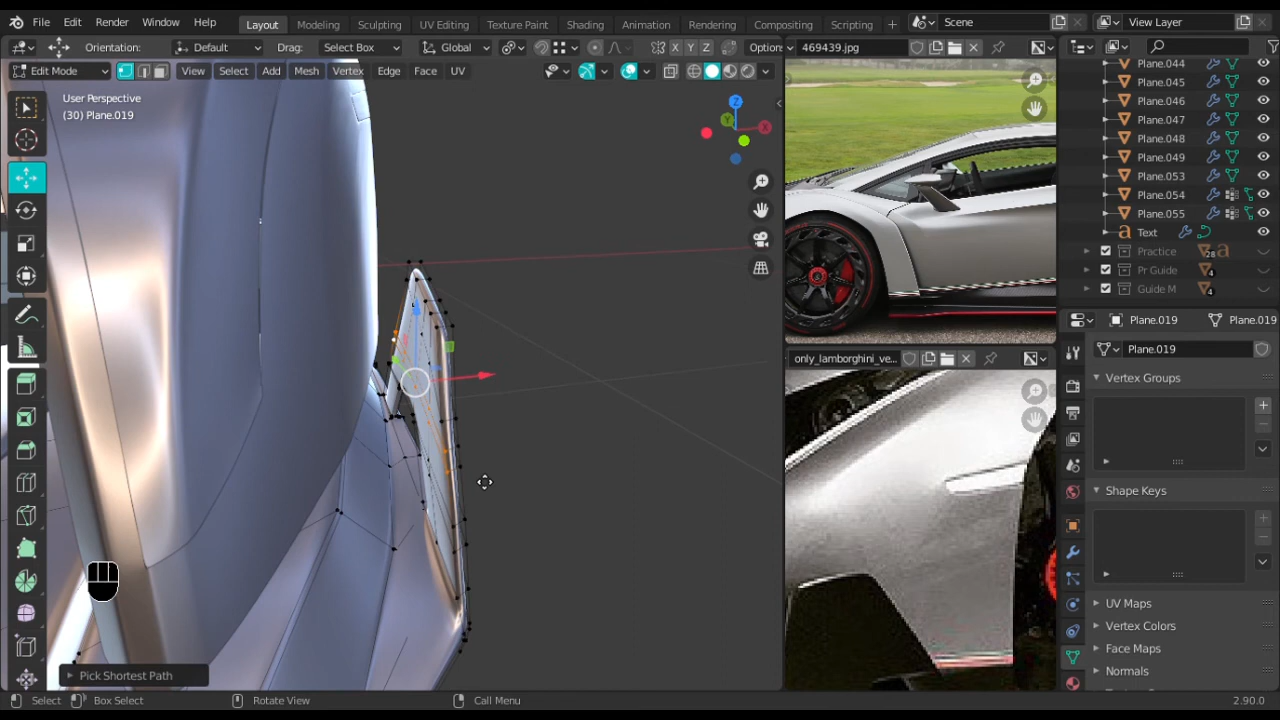 File Edit Render Window Help
Layout Modeling Sculpting UV Editing Texture Paint Shading Animation Rendering Compositing Scripting
Scene
View Layer
Orientation: Default Drag: Select Box Global X Y Z Options
469439.jpg
Edit Mode View Select Add Mesh Vertex Edge Face UV
User Perspective
(30) Plane.019
Z
Y
X
Plane.044
Plane.045
Plane.046
Plane.047
Plane.048
Plane.049
Plane.053
Plane.054
Plane.055
Text
Practice 28
Pr Guide 4
Guide M 4
Plane.019 Plane.019
Plane.019
only_lamborghini_ve...
Vertex Groups
Shape Keys
UV Maps
Vertex Colors
Face Maps
Normals
Pick Shortest Path
Select Box Select Rotate View Call Menu 2.90.0